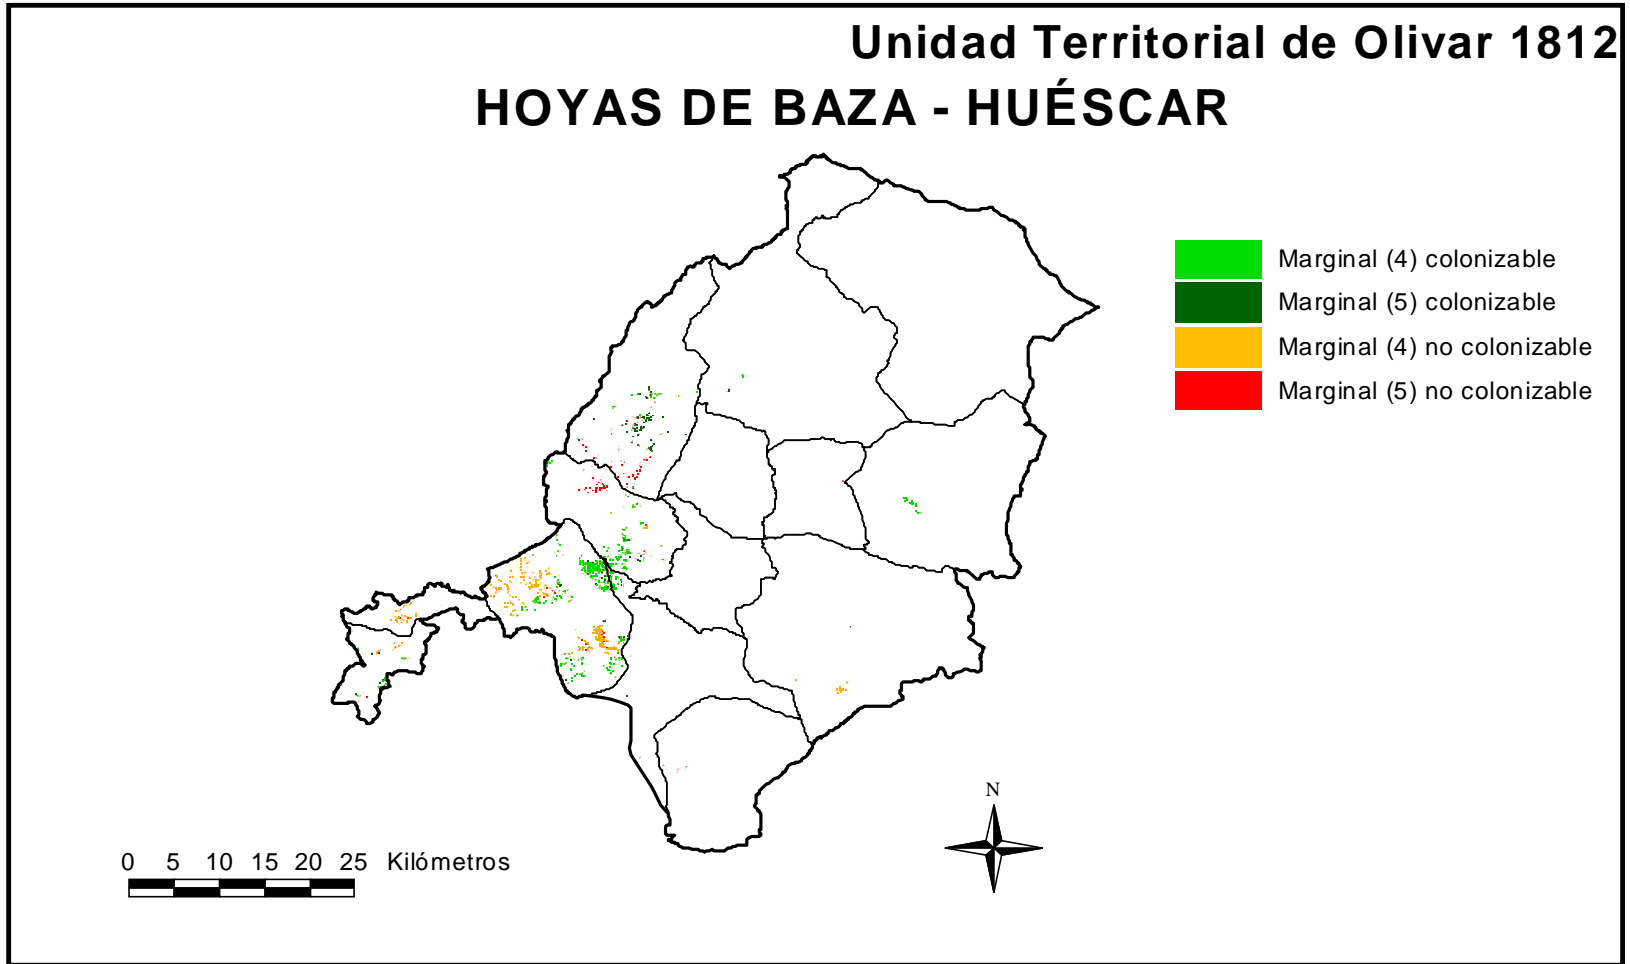 Unidad Territorial de Olivar 1812
HOYAS DE BAZA - HUÉSCAR
Marginal (4) colonizable
Marginal (5) colonizable
Marginal (4) no colonizable
Marginal (5) no colonizable
N
0 5 10 15 20 25 Kilómetros